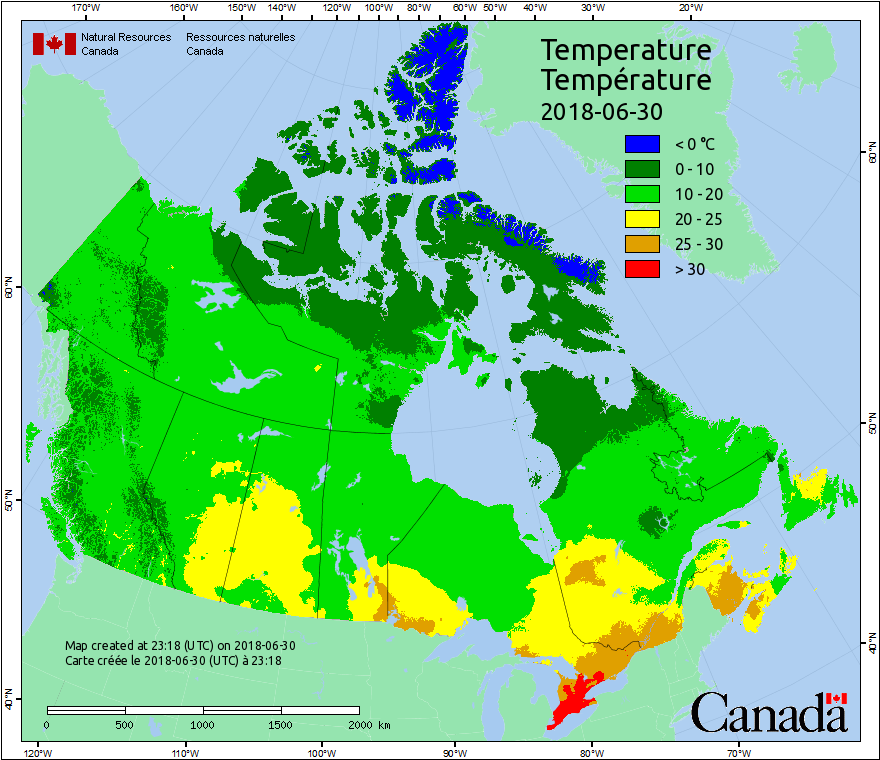 170°W 160°W 150°W 140°W 130°W 120°W 110°W 100°W 90°W 80°W 70°W 60°W 50°W 40°W 30°W 20°W
Natural Resources Ressources naturelles
Canada Canada
Temperature
Température
2018-06-30
< 0 °C
0 - 10
10 - 20
20 - 25
25 - 30
> 30
60°N
60°N
50°N
50°N
40°N
40°N
Map created at 23:18 (UTC) on 2018-06-30
Carte créée le 2018-06-30 (UTC) à 23:18
0 500 1000 1500 2000 km
Canada
120°W 110°W 100°W 90°W 80°W 70°W